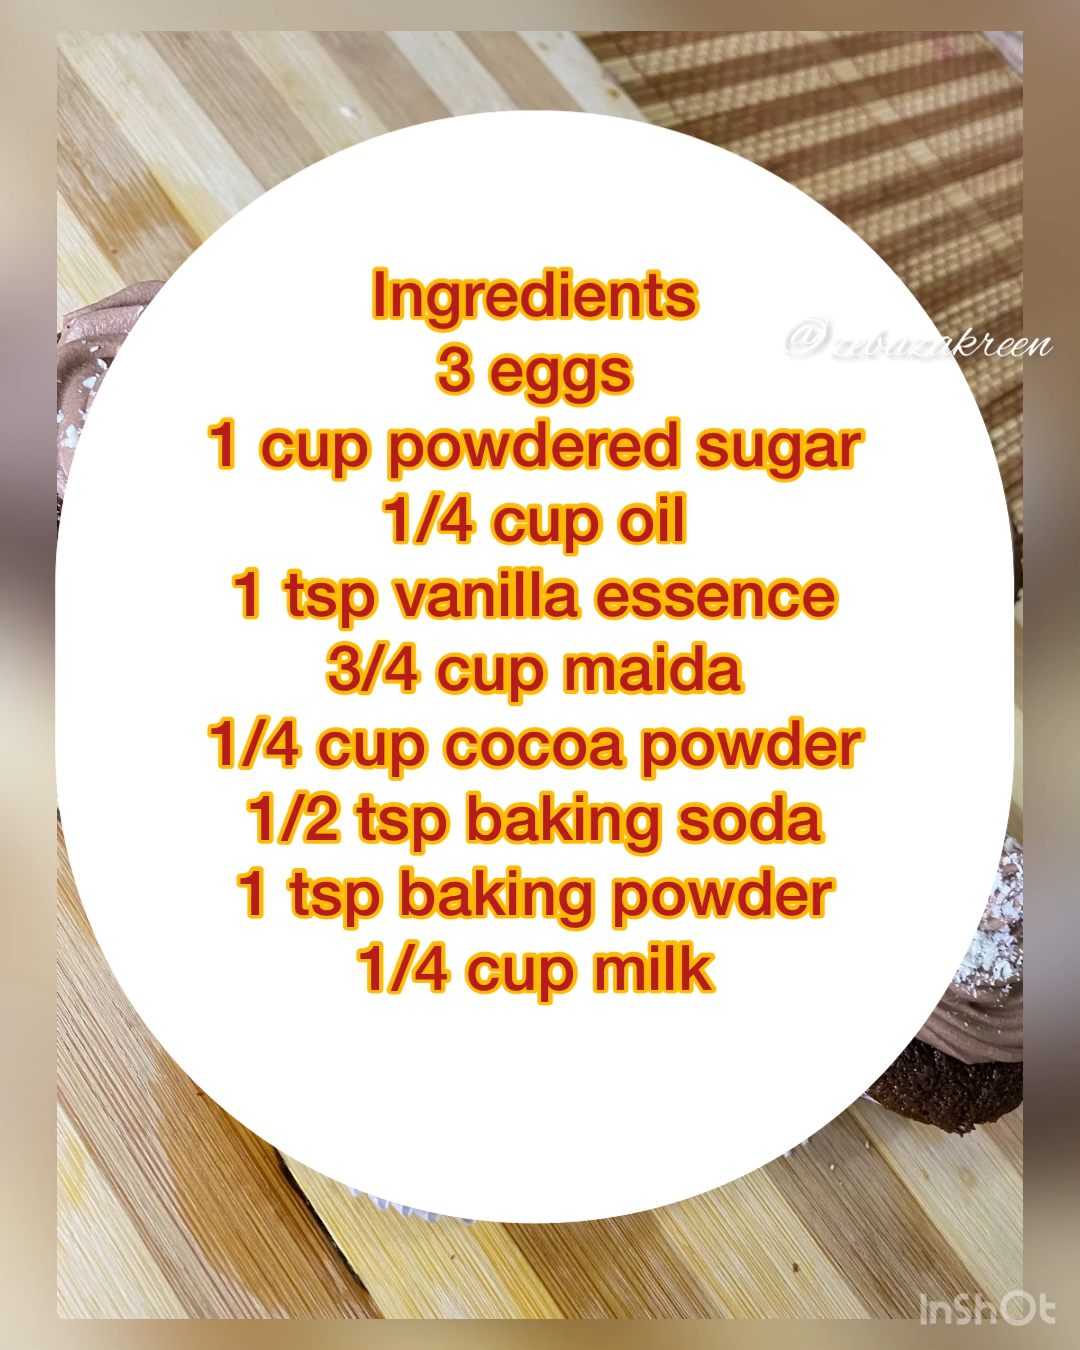 Ingredients
3 eggs
1 cup powdered sugar
1/4 cup oil
1 tsp vanilla essence
3/4 cup maida
1/4 cup cocoa powder
1/2 tsp baking soda
1 tsp baking powder
1/4 cup milk
@zebazakreen
InShOt